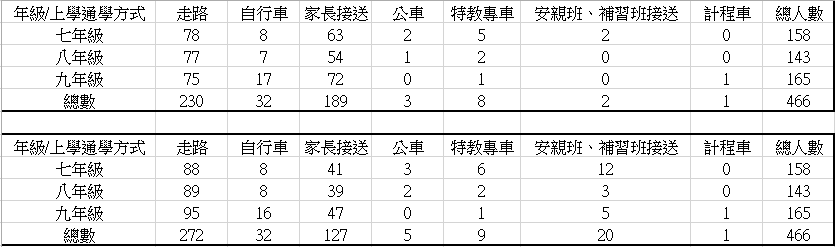 年級/上學通學方式 走路 自行車 家長接送 公車 特教專車 安親班、補習班接送 計程車 總人數
七年級 78 8 63 2 5 2 0 158
八年級 77 7 54 1 2 0 0 143
九年級 75 17 72 0 1 0 1 165
總數 230 32 189 3 8 2 1 466
年級/上學通學方式 走路 自行車 家長接送 公車 特教專車 安親班、補習班接送 計程車 總人數
七年級 88 8 41 3 6 12 0 158
八年級 89 8 39 2 2 3 0 143
九年級 95 16 47 0 1 5 1 165
總數 272 32 127 5 9 20 1 466